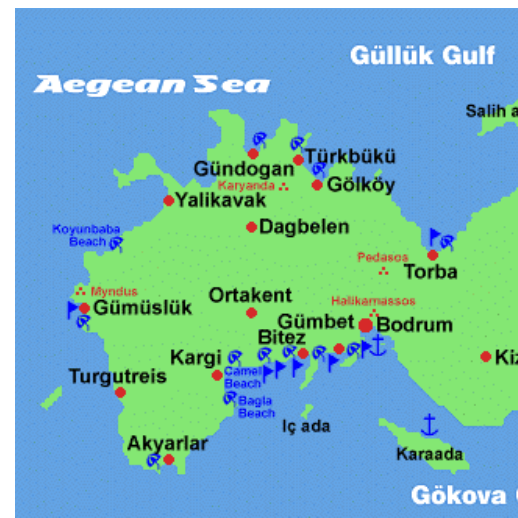 Güllük Gulf
Aegean Sea
Salih a
Türkbükü
Gündogan
Karyanda
Gölköy
Yalikavak
Dagbelen
Koyunbaba
Beach
Pedasos
Torba
Myndus
Ortakent
Halikarnassos
Gümüslük
Gümbet
Bodrum
Bitez
Kargi
Kiz
Camel
Beach
Turgutreis
Bagla
Beach
Iç ada
Akyarlar
Karaada
Gökova